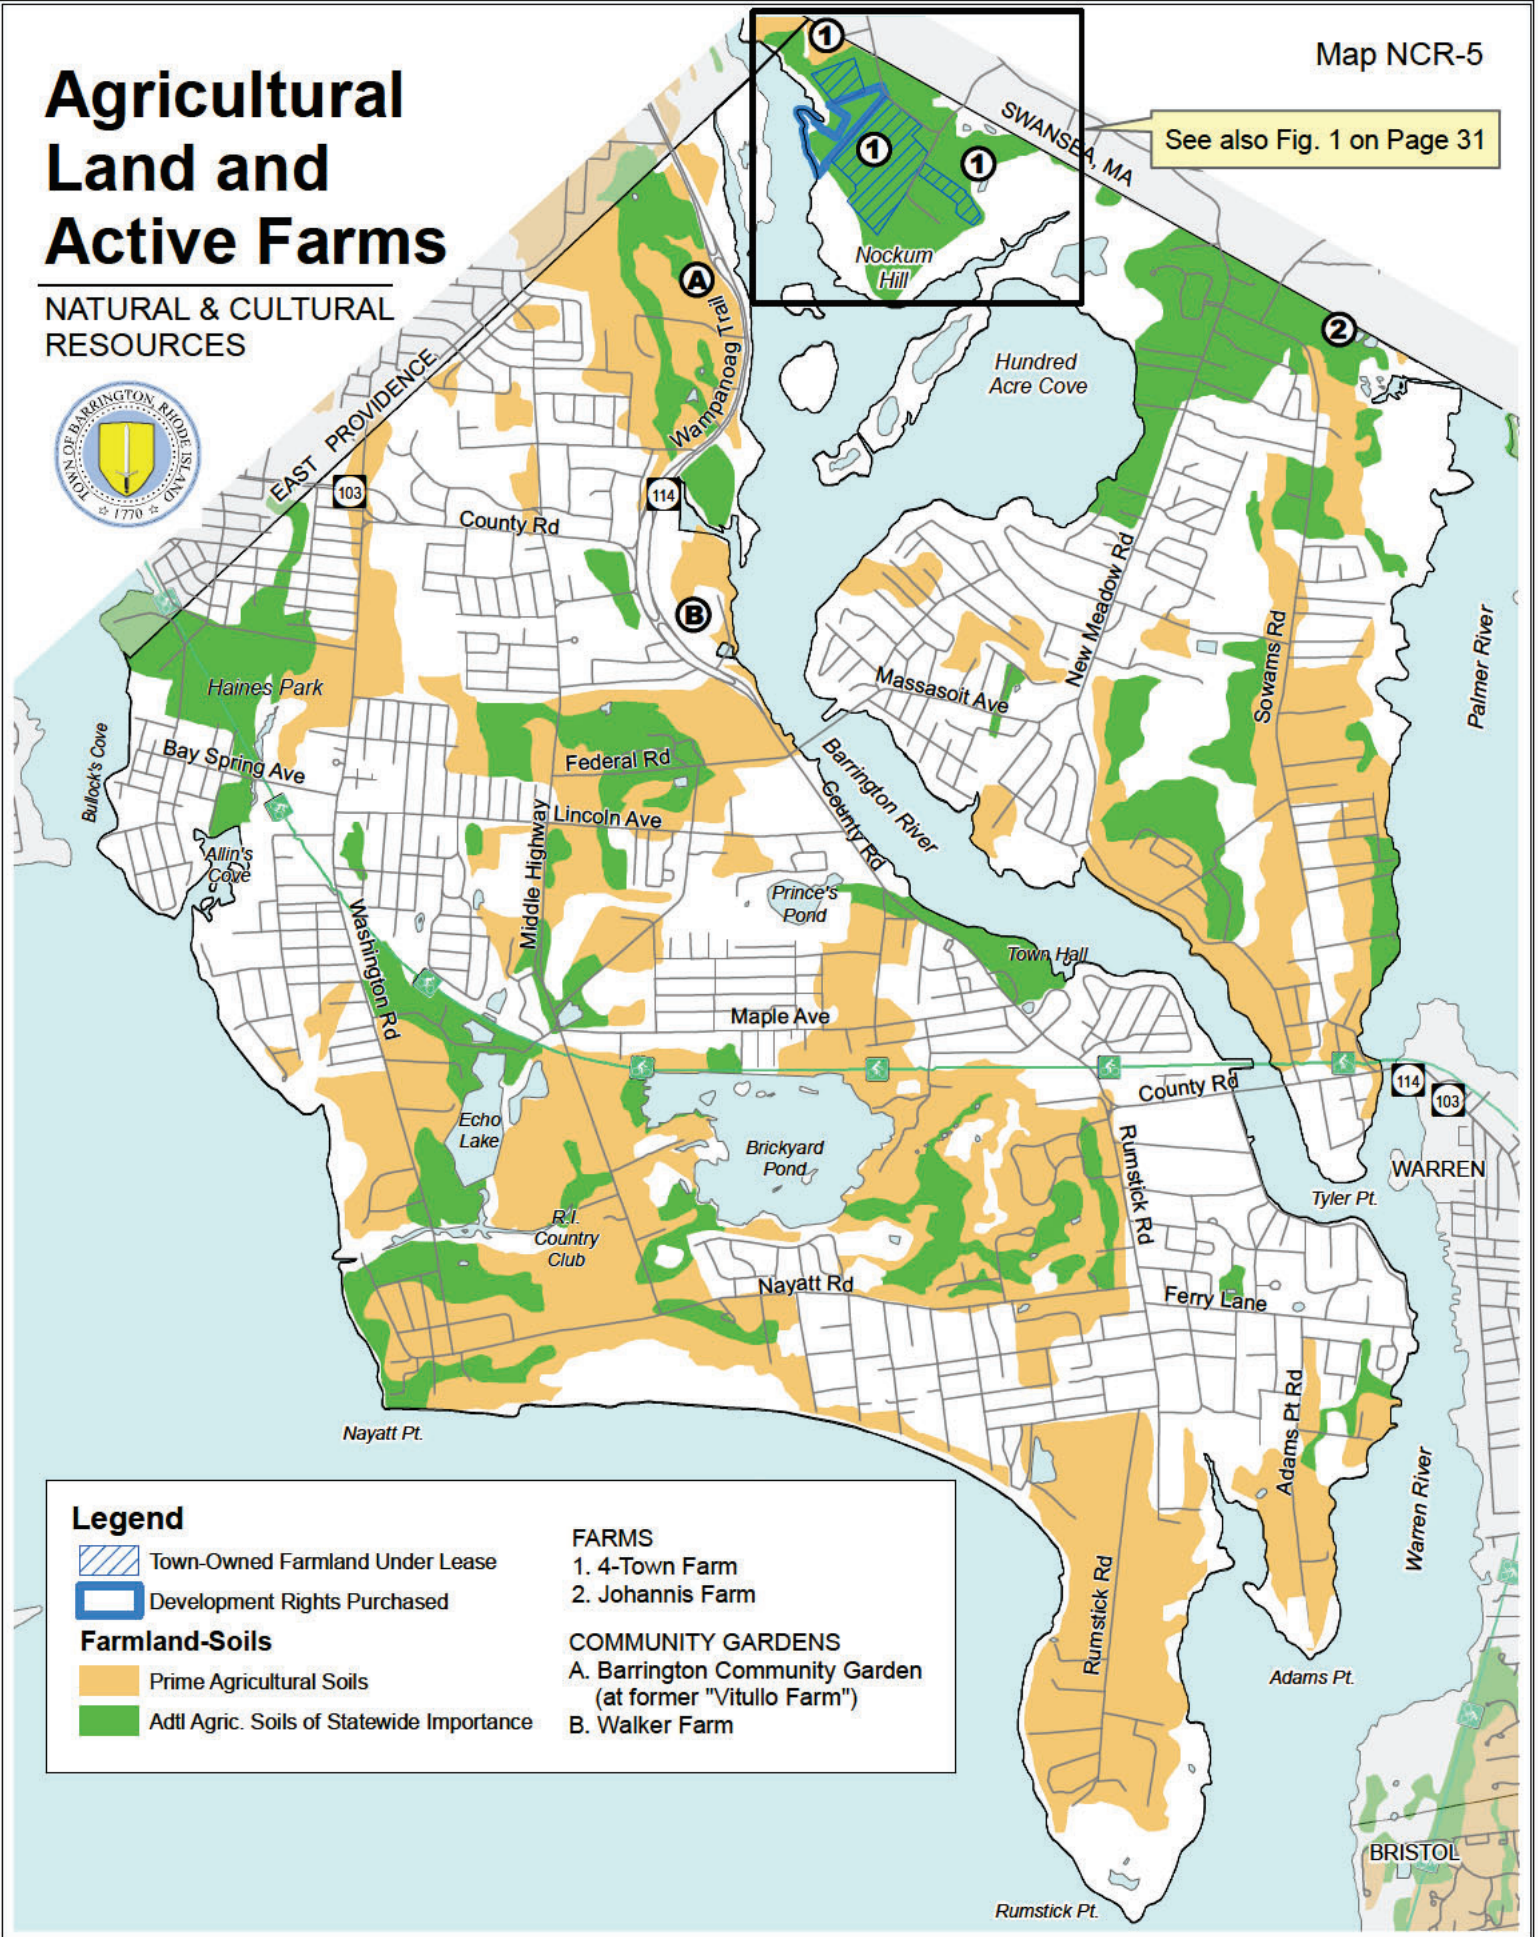 Agricultural
Land and
Active Farms
NATURAL & CULTURAL
RESOURCES
TOWN OF BARRINGTON, RHODE ISLAND
1770
Map NCR-5
See also Fig. 1 on Page 31
SWANSEA, MA
1
1
1
Nockum
Hill
2
A
Wampanoag Trail
Hundred
Acre Cove
EAST PROVIDENCE
103
114
County Rd
B
New Meadow Rd
Sowams Rd
Palmer River
Massasoit Ave
Haines Park
Bullock's Cove
Bay Spring Ave
Federal Rd
Barrington River
County Rd
Lincoln Ave
Middle Highway
Allin's
Cove
Prince's
Pond
Washington Rd
Town Hall
Maple Ave
County Rd
114
103
Echo
Lake
Brickyard
Pond
Rumstick Rd
WARREN
Tyler Pt.
R.I.
Country
Club
Nayatt Rd
Ferry Lane
Adams Pt Rd
Nayatt Pt.
Warren River
Rumstick Rd
Adams Pt.
BRISTOL
Rumstick Pt.
Legend
Town-Owned Farmland Under Lease
Development Rights Purchased
Farmland-Soils
Prime Agricultural Soils
Adtl Agric. Soils of Statewide Importance
FARMS
1. 4-Town Farm
2. Johannis Farm
COMMUNITY GARDENS
A. Barrington Community Garden
(at former "Vitullo Farm")
B. Walker Farm